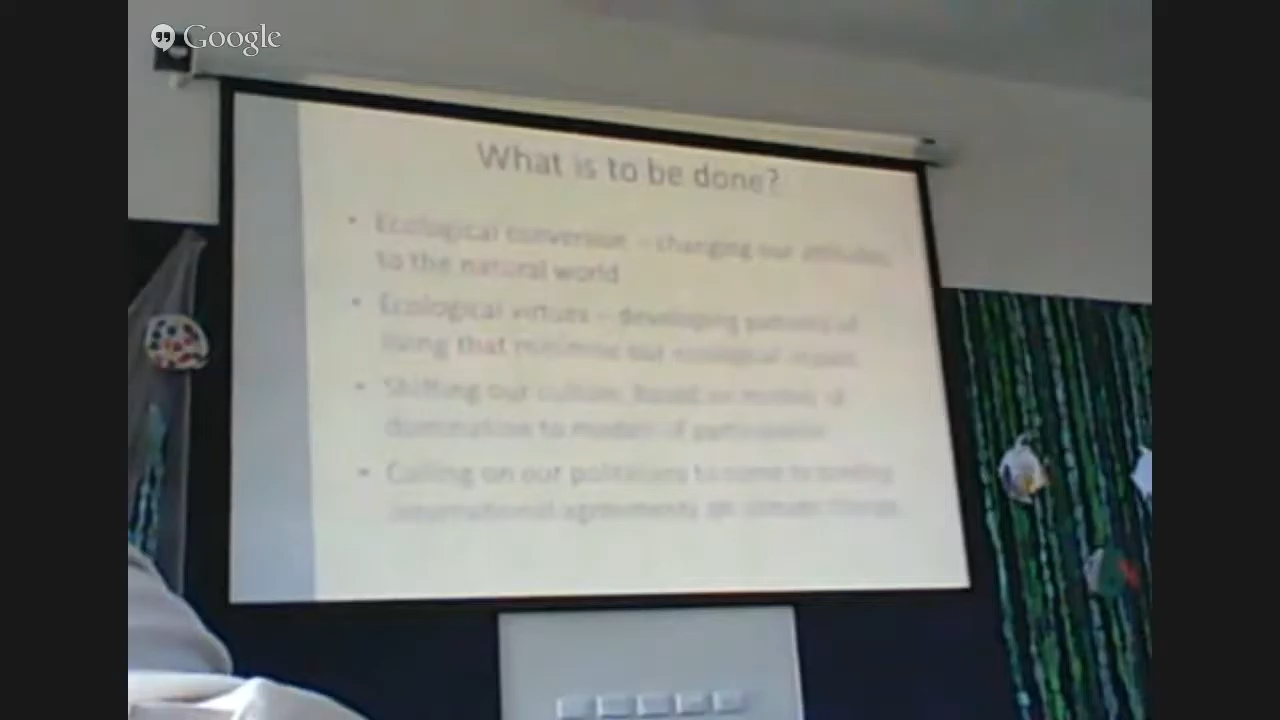 Google
What is to be done?
• Ecological conversion – changing our attitudes
to the natural world
• Ecological virtues – developing patterns of
living that minimise our ecological impact
• Shifting our culture, based on models of
domination to models of participation
• Calling on our politicians to come to binding
international agreements on climate change